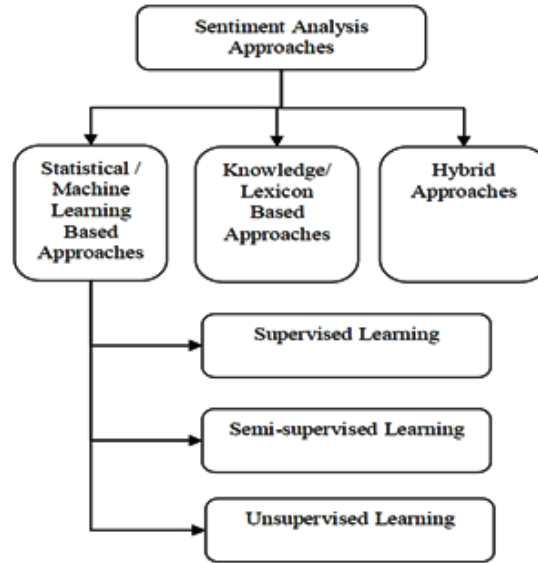 Sentiment Analysis
Approaches
Statistical /
Machine
Learning
Based
Approaches
Knowledge/
Lexicon
Based
Approaches
Hybrid
Approaches
Supervised Learning
Semi-supervised Learning
Unsupervised Learning